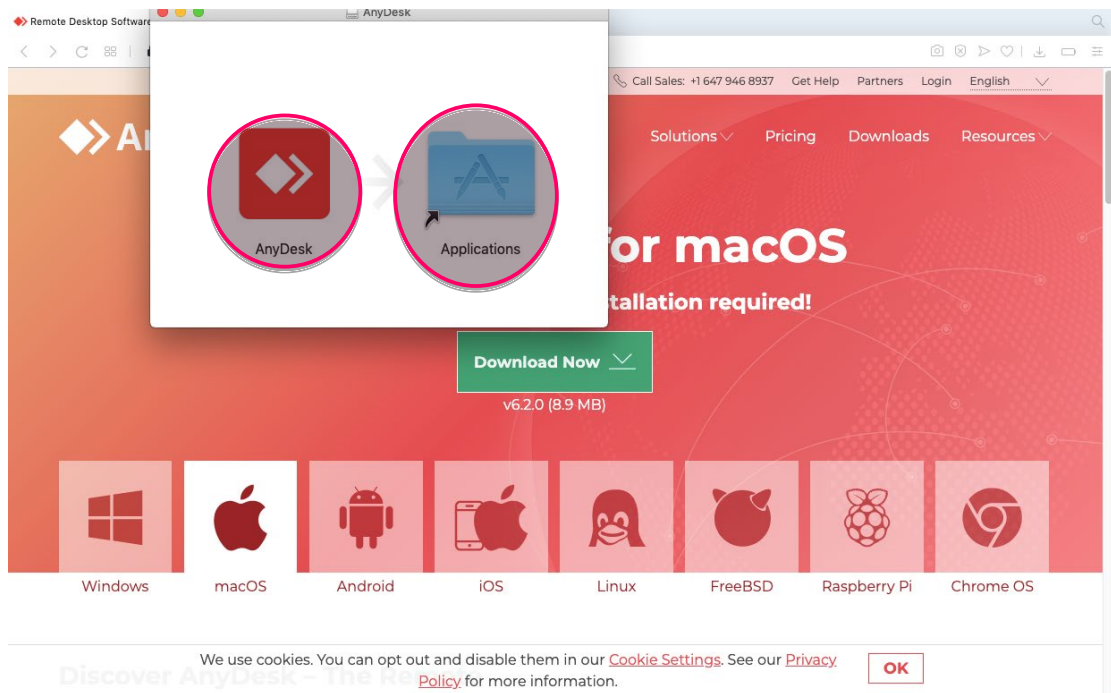 Remote Desktop Software
AnyDesk
Call Sales: +1 647 946 8937 Get Help Partners Login English
Solutions Pricing Downloads Resources
AnyDesk Applications
for macOS
required!
Download Now
v6.2.0 (8.9 MB)
Windows macOS Android iOS Linux FreeBSD Raspberry Pi Chrome OS
We use cookies. You can opt out and disable them in our Cookie Settings. See our Privacy
Policy for more information.
OK
Discover AnyDesk – The